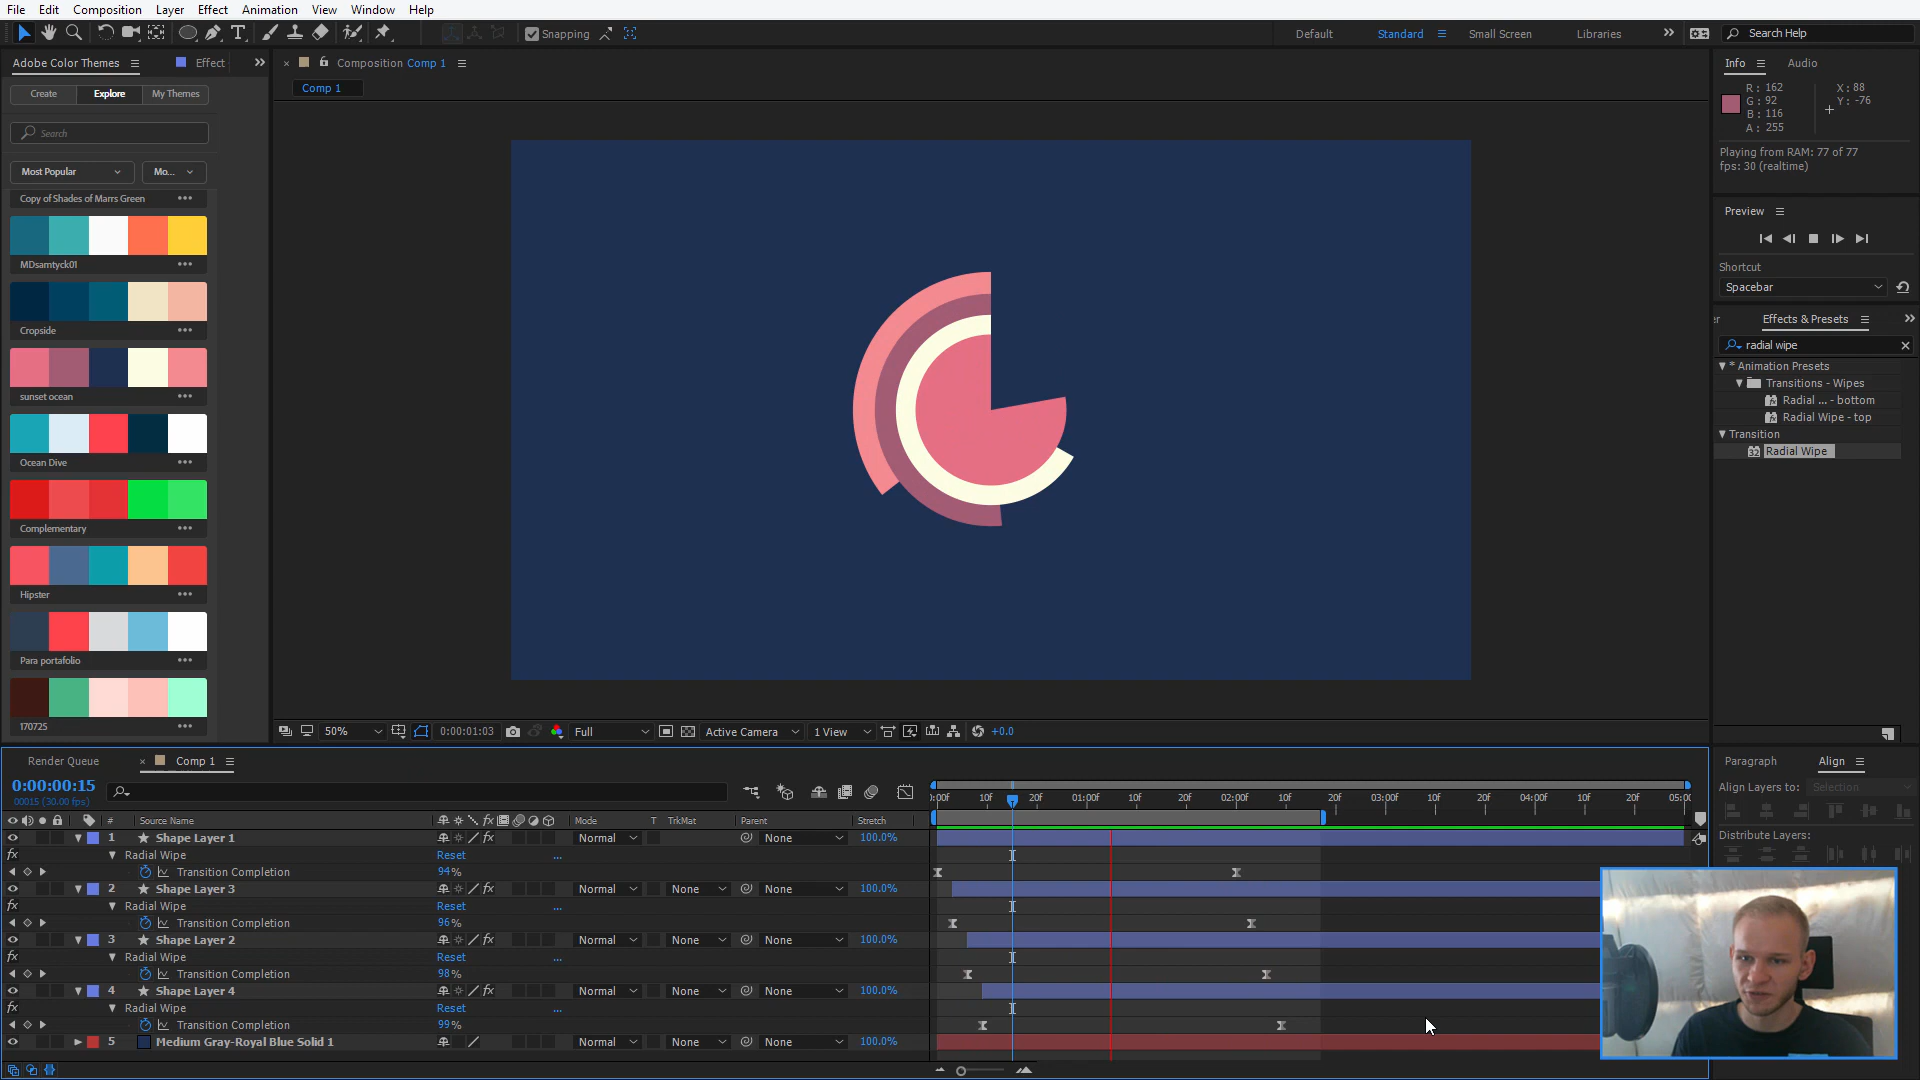 File Edit Composition Layer Effect Animation View Window Help
Snapping
Default Standard Small Screen Libraries Search Help
Adobe Color Themes Effect
Create Explore My Themes
Search
Most Popular Mo...
Copy of Shades of Marrs Green
MDsamtyck01
Cropside
sunset ocean
Ocean Dive
Complementary
Hipster
Para portafolio
170725
Composition Comp 1
Comp 1
50% 0:00:01:03 Full Active Camera 1 View +0.0
Info Audio
R: 162 X: 88
G: 92 Y: -76
B: 116
A: 255
Playing from RAM: 77 of 77
fps: 30 (realtime)
Preview
Shortcut
Spacebar
er Effects & Presets
radial wipe
* Animation Presets
Transitions - Wipes
Radial ... - bottom
Radial Wipe - top
Transition
Radial Wipe
Render Queue Comp 1
0:00:00:15
00015 (30.00 fps)
# Source Name Mode T TrkMat Parent Stretch
0:00f 10f 20f 01:00f 10f 20f 02:00f 10f 20f 03:00f 10f 20f 04:00f 10f 20f 05:00
1 Shape Layer 1 Normal None 100.0%
Radial Wipe Reset ...
Transition Completion 94%
2 Shape Layer 3 Normal None None 100.0%
Radial Wipe Reset ...
Transition Completion 96%
3 Shape Layer 2 Normal None None 100.0%
Radial Wipe Reset ...
Transition Completion 98%
4 Shape Layer 4 Normal None None 100.0%
Radial Wipe Reset ...
Transition Completion 99%
5 Medium Gray-Royal Blue Solid 1 Normal None None 100.0%
Paragraph Align
Align Layers to: Selection
Distribute Layers: